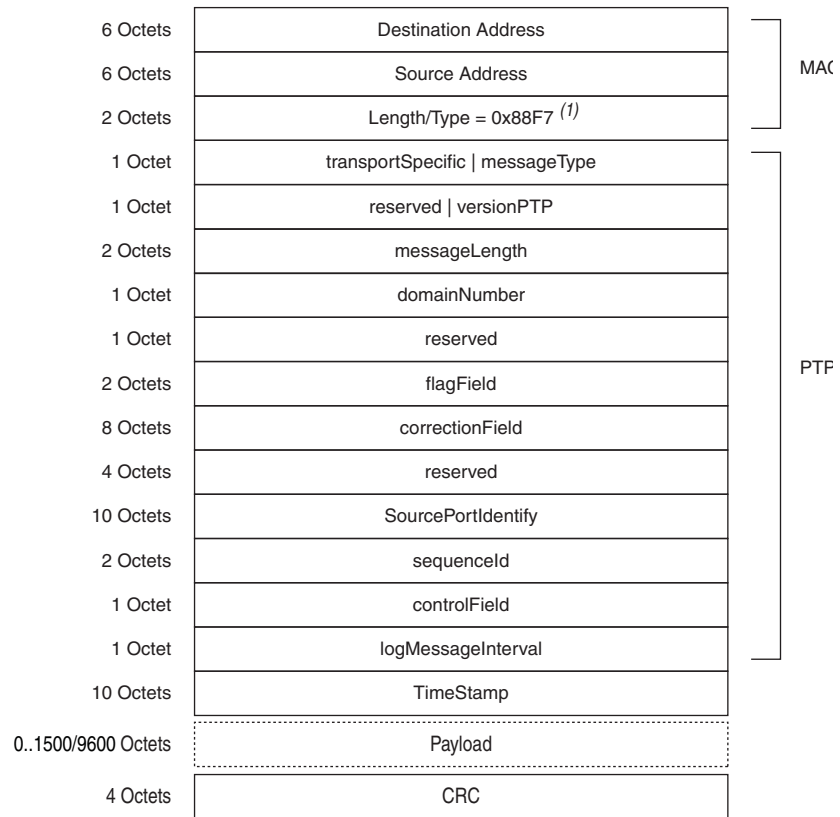 6 Octets Destination Address
6 Octets Source Address
MAC
2 Octets Length/Type = 0x88F7 (1)
1 Octet transportSpecific | messageType
1 Octet reserved | versionPTP
2 Octets messageLength
1 Octet domainNumber
1 Octet reserved
2 Octets flagField
PTP
8 Octets correctionField
4 Octets reserved
10 Octets SourcePortIdentify
2 Octets sequenceId
1 Octet controlField
1 Octet logMessageInterval
10 Octets TimeStamp
0..1500/9600 Octets Payload
4 Octets CRC